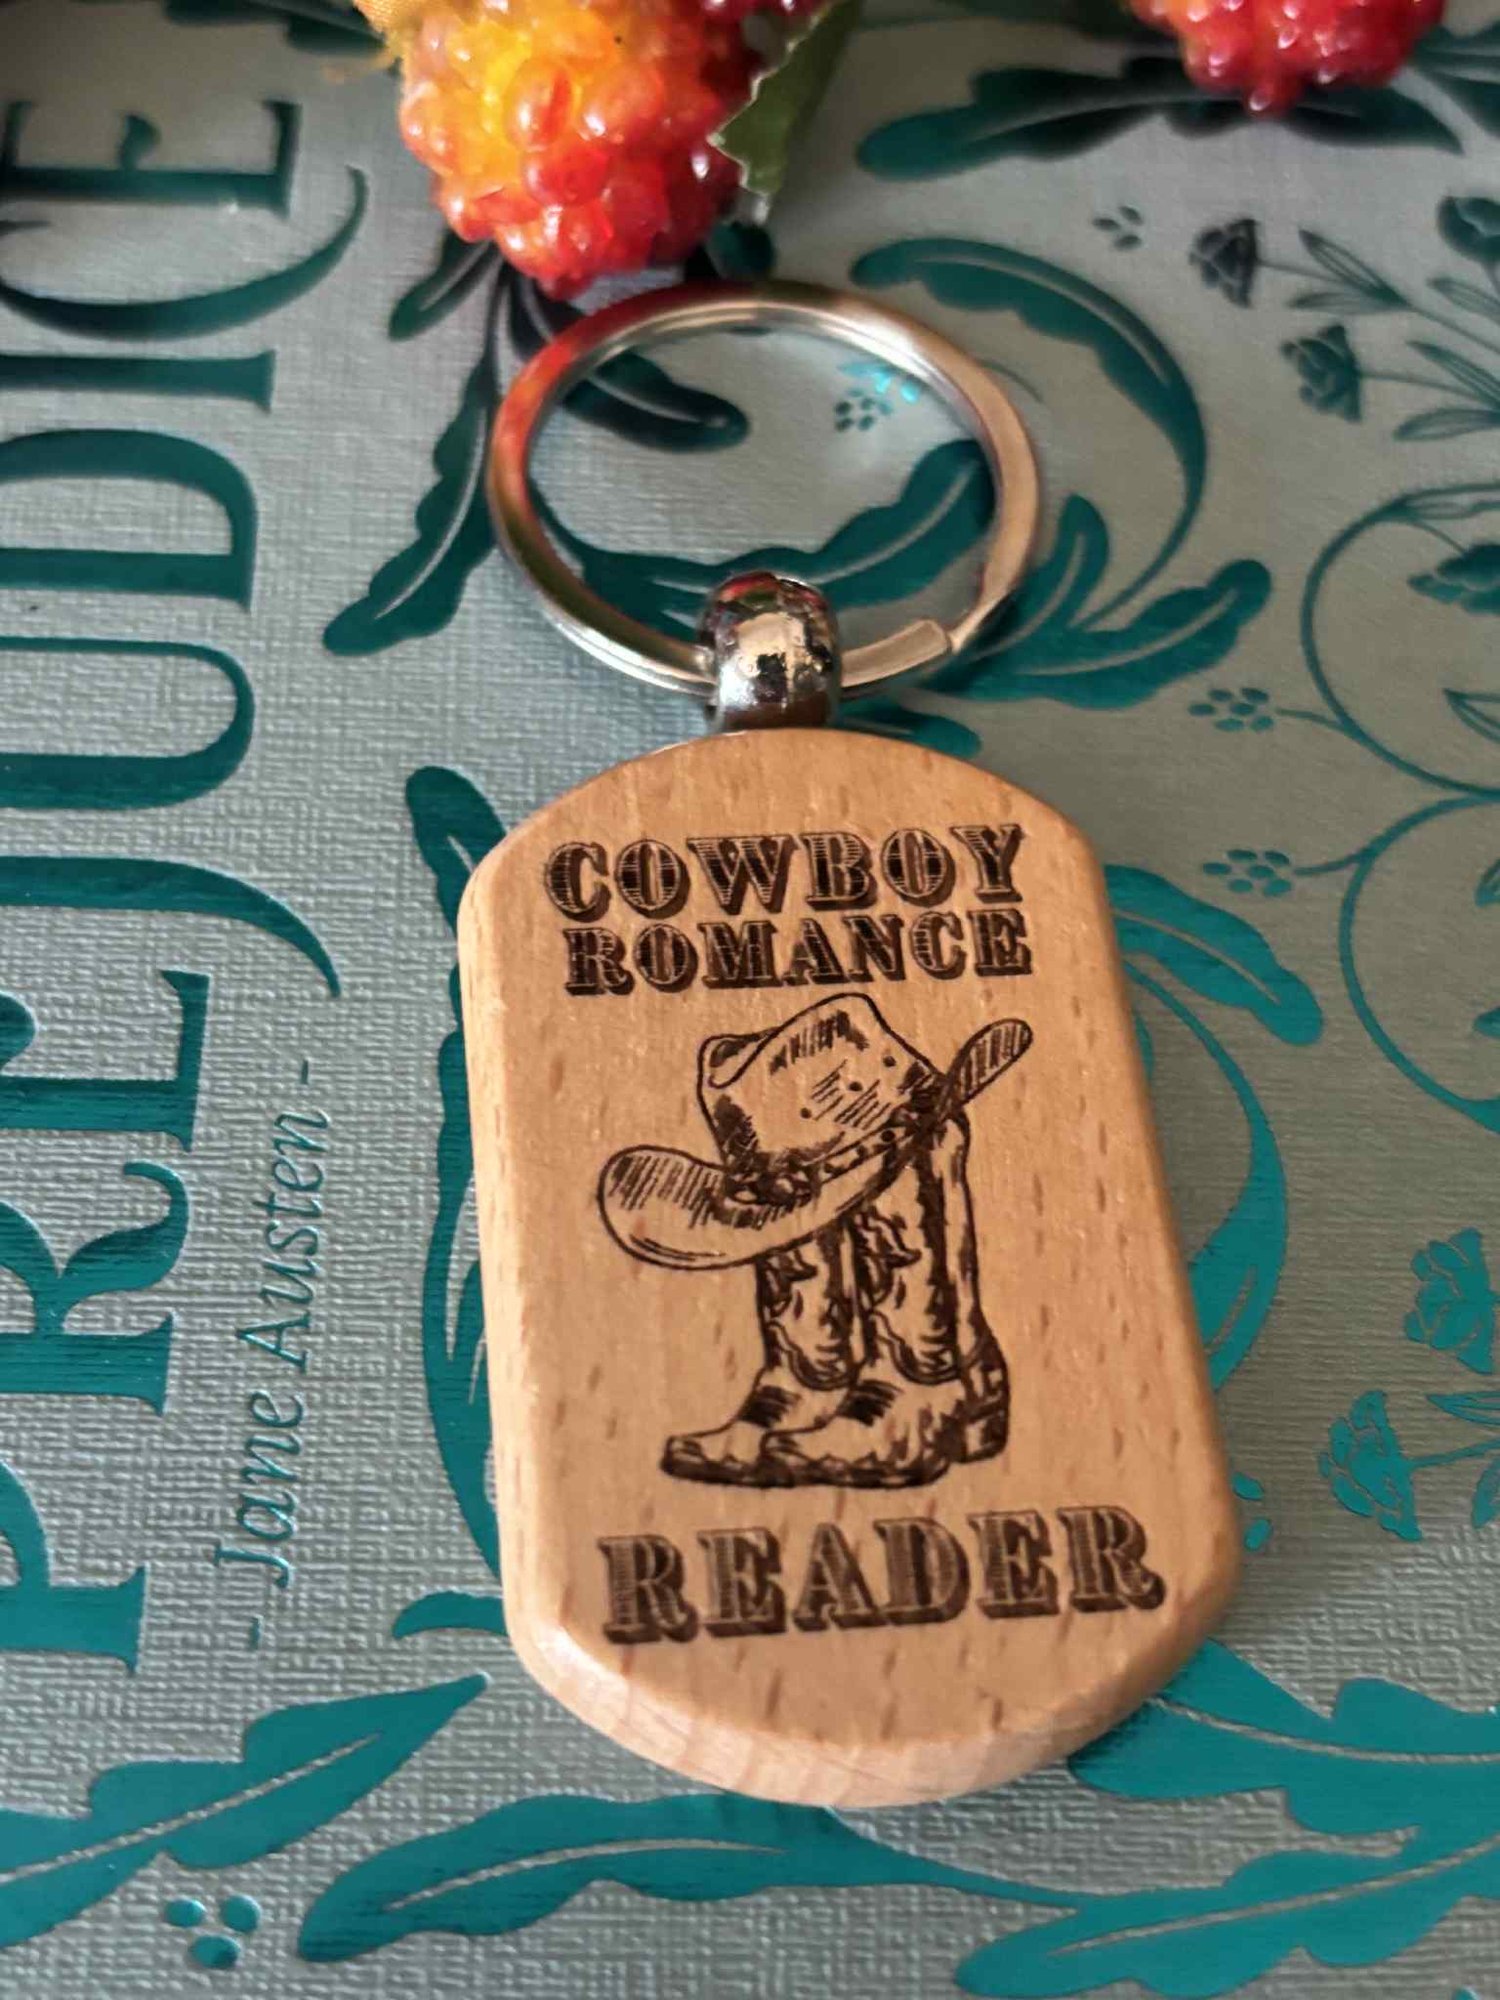 PREJUDICE
- Jane Austen -
COWBOY
ROMANCE
READER